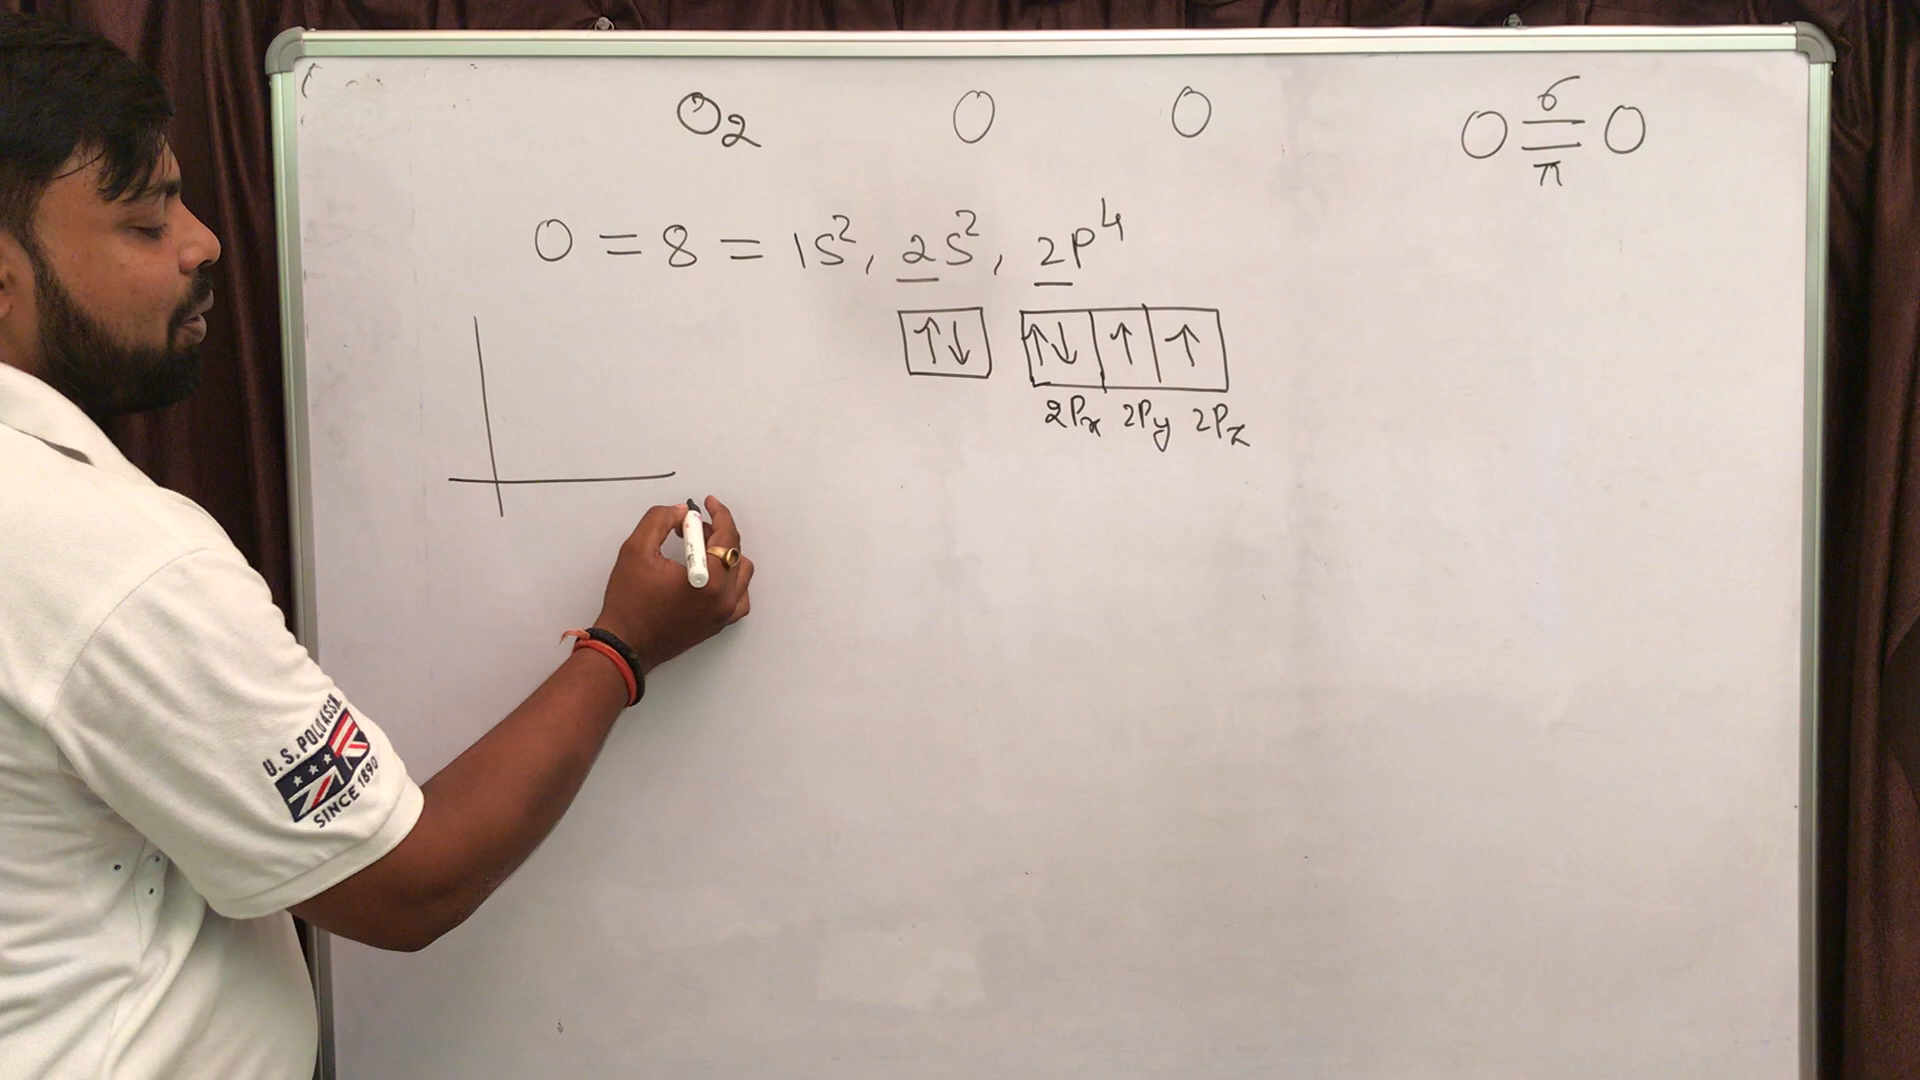 O₂ O O O σ = π O
O = 8 = 1S², 2S², 2P⁴
↑↓ ↑↓ ↑ ↑
2Px 2Py 2Pz
U.S. POLO ASSN.
SINCE 1890